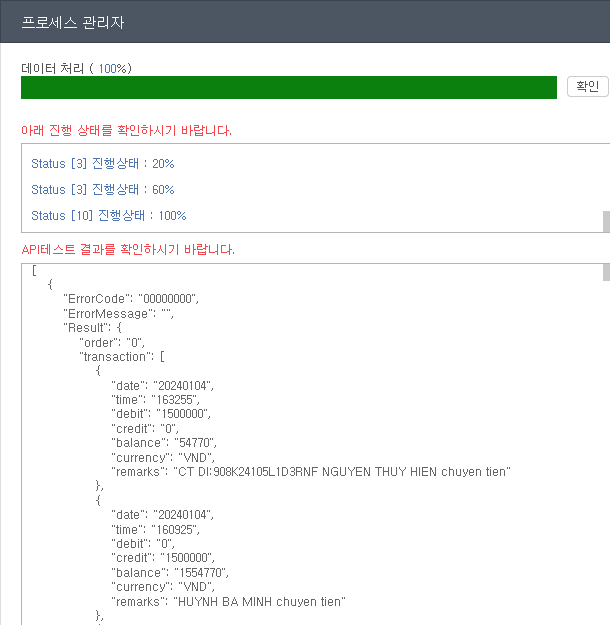 프로세스 관리자
데이터 처리 ( 100%)
확인
아래 진행 상태를 확인하시기 바랍니다.
Status [3] 진행상태 : 20%
Status [3] 진행상태 : 60%
Status [10] 진행상태 : 100%
API테스트 결과를 확인하시기 바랍니다.
[
{
"ErrorCode": "00000000",
"ErrorMessage": "",
"Result": {
"order": "0",
"transaction": [
{
"date": "20240104",
"time": "163255",
"debit": "1500000",
"credit": "0",
"balance": "54770",
"currency": "VND",
"remarks": "CT DI:908K24105L1D3RNF NGUYEN THUY HIEN chuyen tien"
},
{
"date": "20240104",
"time": "160925",
"debit": "0",
"credit": "1500000",
"balance": "1554770",
"currency": "VND",
"remarks": "HUYNH BA MINH chuyen tien"
},